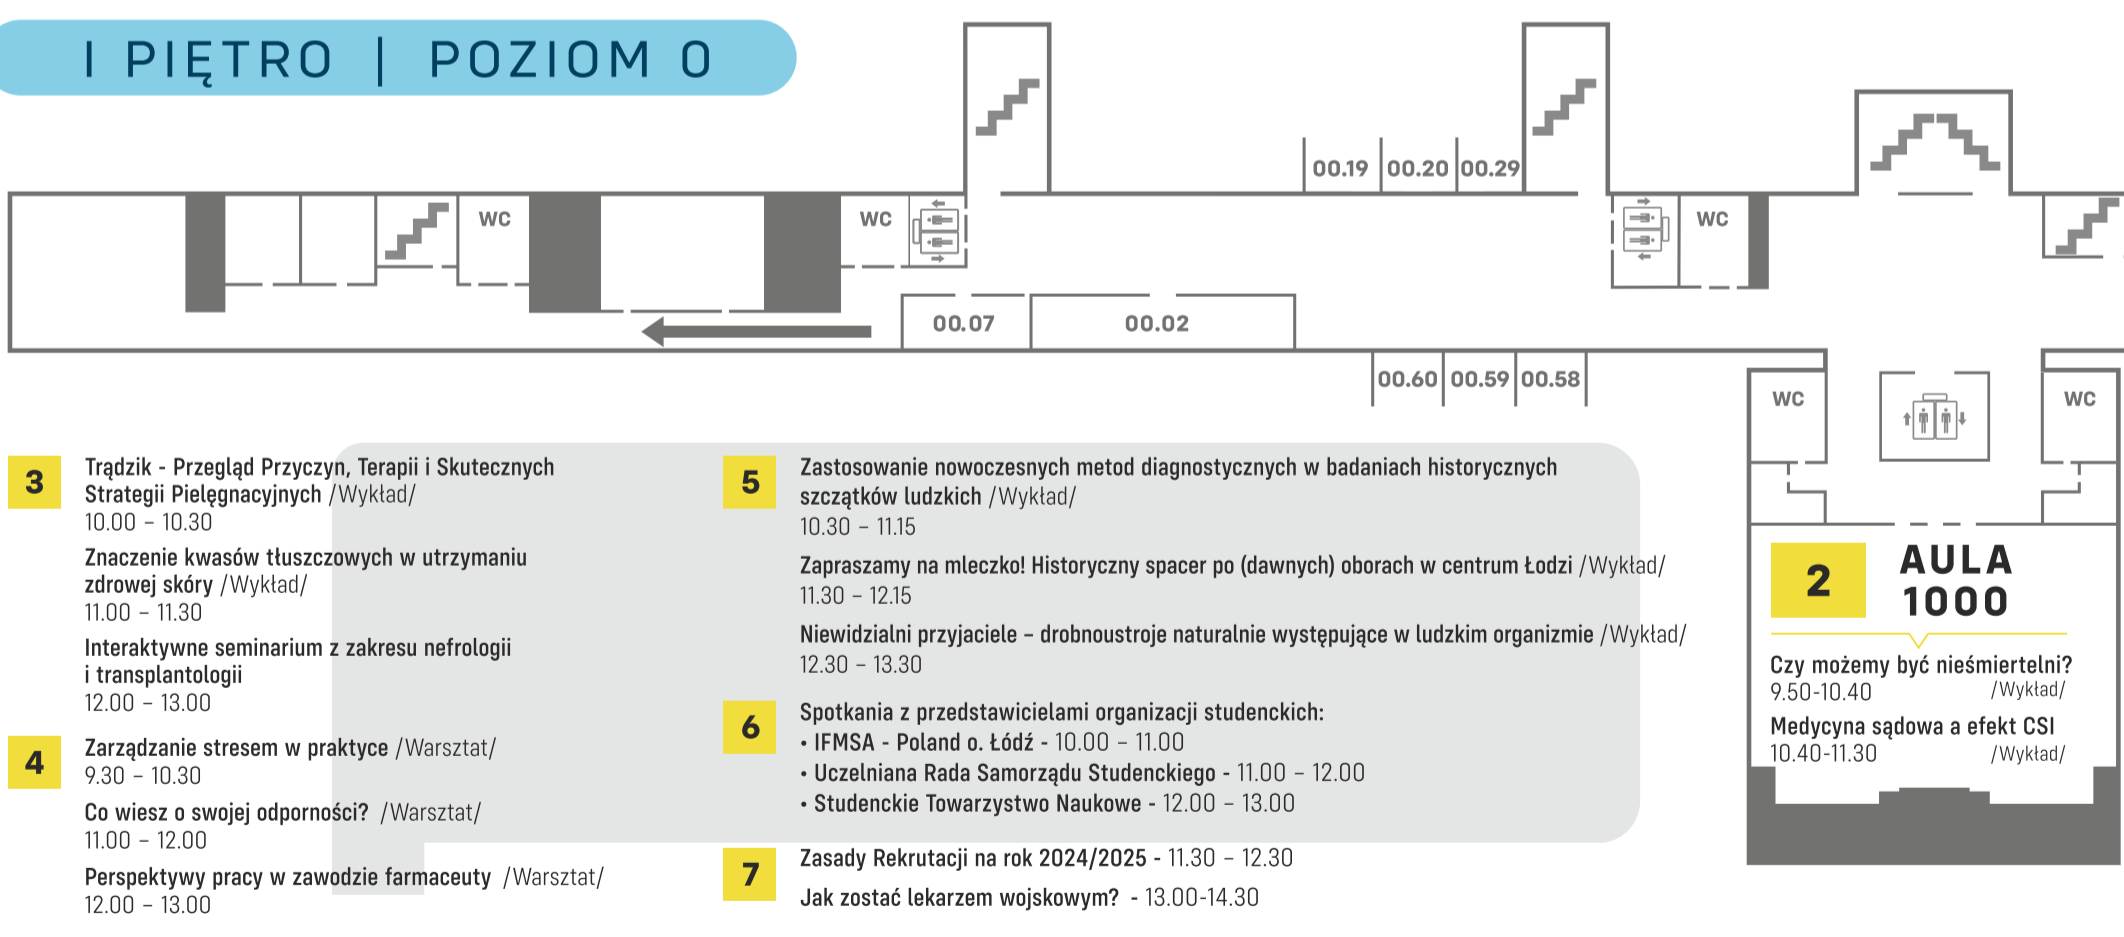 I PIĘTRO | POZIOM 0
00.19 00.20 00.29
WC
WC
WC
00.07
00.02
00.60 00.59 00.58
WC
WC
3
Trądzik - Przegląd Przyczyn, Terapii i Skutecznych
Strategii Pielęgnacyjnych /Wykład/
10.00 – 10.30
Znaczenie kwasów tłuszczowych w utrzymaniu
zdrowej skóry /Wykład/
11.00 – 11.30
Interaktywne seminarium z zakresu nefrologii
i transplantologii
12.00 – 13.00
4
Zarządzanie stresem w praktyce /Warsztat/
9.30 – 10.30
Co wiesz o swojej odporności? /Warsztat/
11.00 – 12.00
Perspektywy pracy w zawodzie farmaceuty /Warsztat/
12.00 – 13.00
5
Zastosowanie nowoczesnych metod diagnostycznych w badaniach historycznych
szczątków ludzkich /Wykład/
10.30 – 11.15
Zapraszamy na mleczko! Historyczny spacer po (dawnych) oborach w centrum Łodzi /Wykład/
11.30 – 12.15
Niewidzialni przyjaciele – drobnoustroje naturalnie występujące w ludzkim organizmie /Wykład/
12.30 – 13.30
6
Spotkania z przedstawicielami organizacji studenckich:
• IFMSA - Poland o. Łódź - 10.00 – 11.00
• Uczelniana Rada Samorządu Studenckiego - 11.00 – 12.00
• Studenckie Towarzystwo Naukowe - 12.00 – 13.00
7
Zasady Rekrutacji na rok 2024/2025 - 11.30 – 12.30
Jak zostać lekarzem wojskowym? - 13.00-14.30
2
AULA
1000
Czy możemy być nieśmiertelni?
9.50-10.40 /Wykład/
Medycyna sądowa a efekt CSI
10.40-11.30 /Wykład/